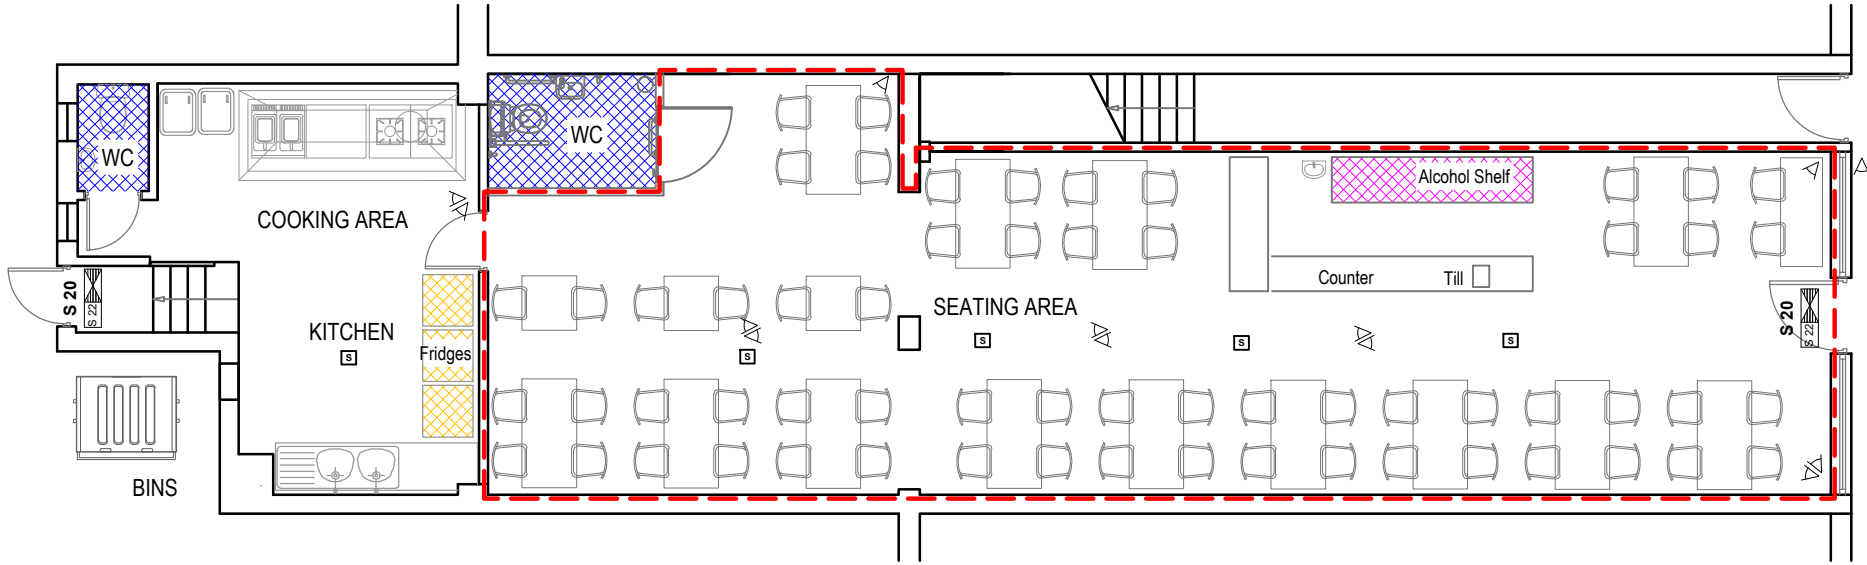 WC
WC
Alcohol Shelf
COOKING AREA
Counter
Till
S 20
S 22
SEATING AREA
S 20
S 22
KITCHEN
Fridges
S
S
S
S
S
BINS